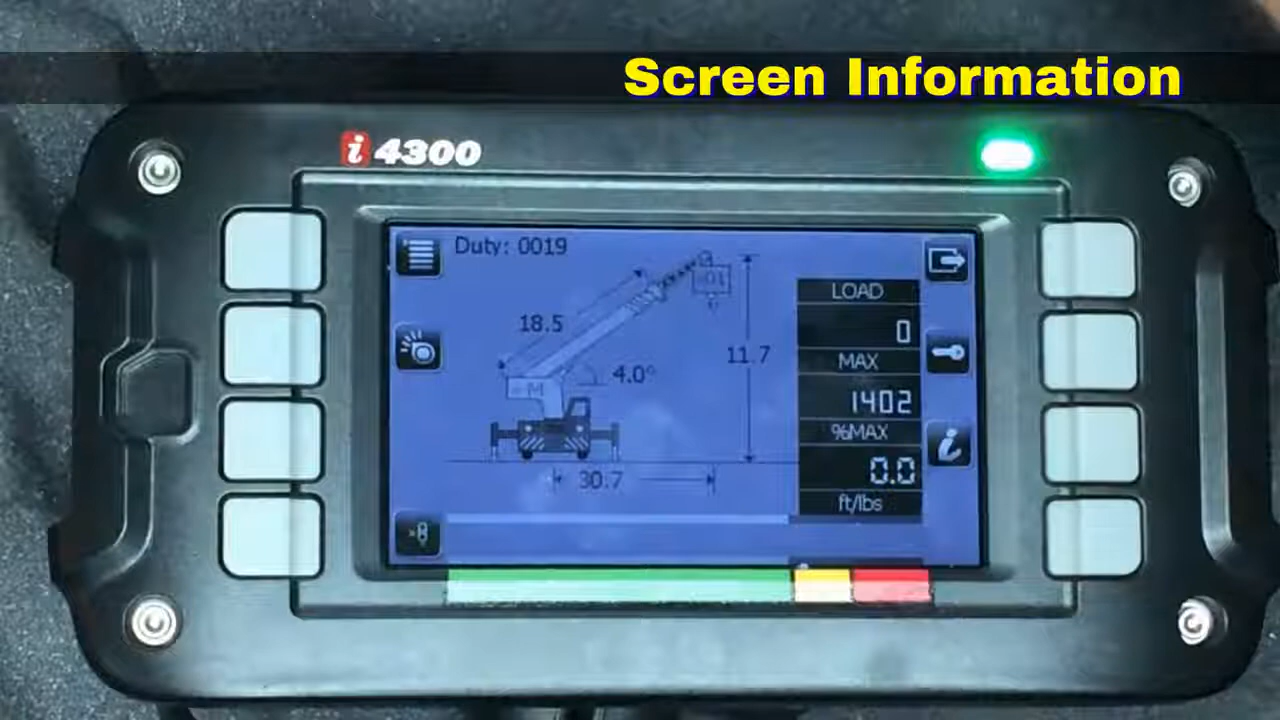 Screen Information
i 4300
Duty: 0019
LOAD
18.5
0
11.7
MAX
4.0°
M
1402
%MAX
0.0
30.7
ft/lbs
i